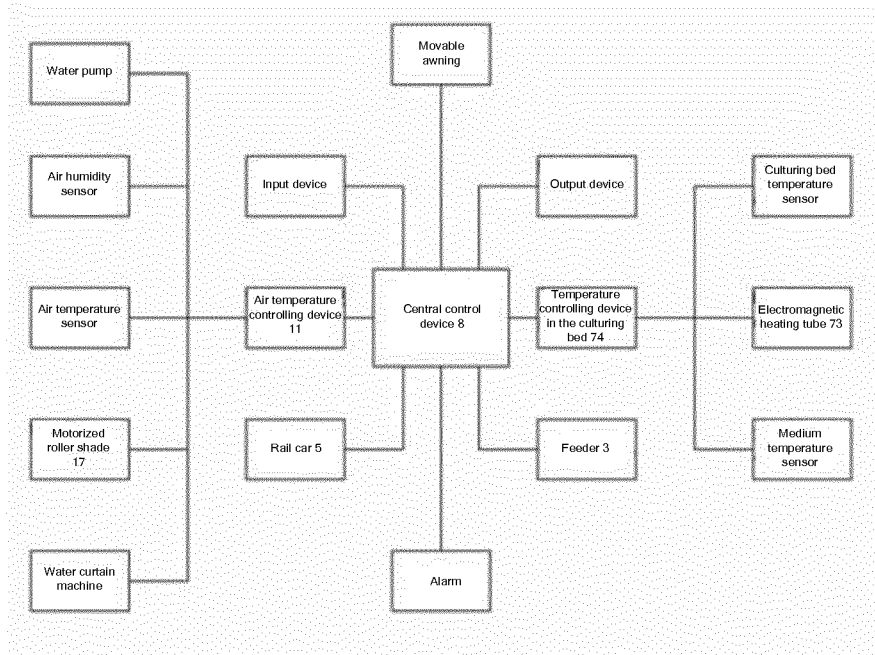 Movable
awning
Water pump
Air humidity
sensor
Input device
Output device
Culturing bed
temperature
sensor
Air temperature
sensor
Air temperature
controlling device
11
Central control
device 8
Temperature
controlling device
in the culturing
bed 74
Electromagnetic
heating tube 73
Motorized
roller shade
17
Rail car 5
Feeder 3
Medium
temperature
sensor
Water curtain
machine
Alarm